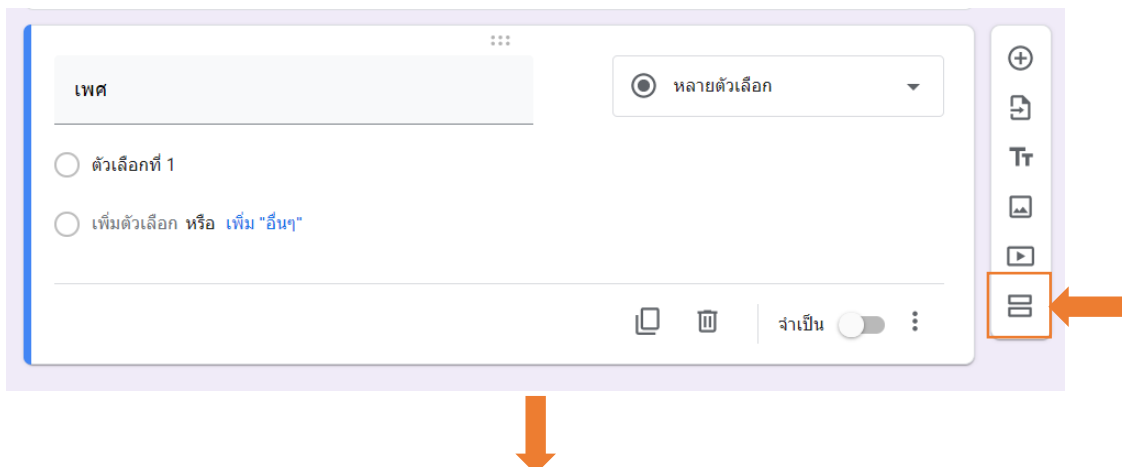 เพศ
หลายตัวเลือก
ตัวเลือกที่ 1
เพิ่มตัวเลือก หรือ เพิ่ม "อื่นๆ"
จำเป็น